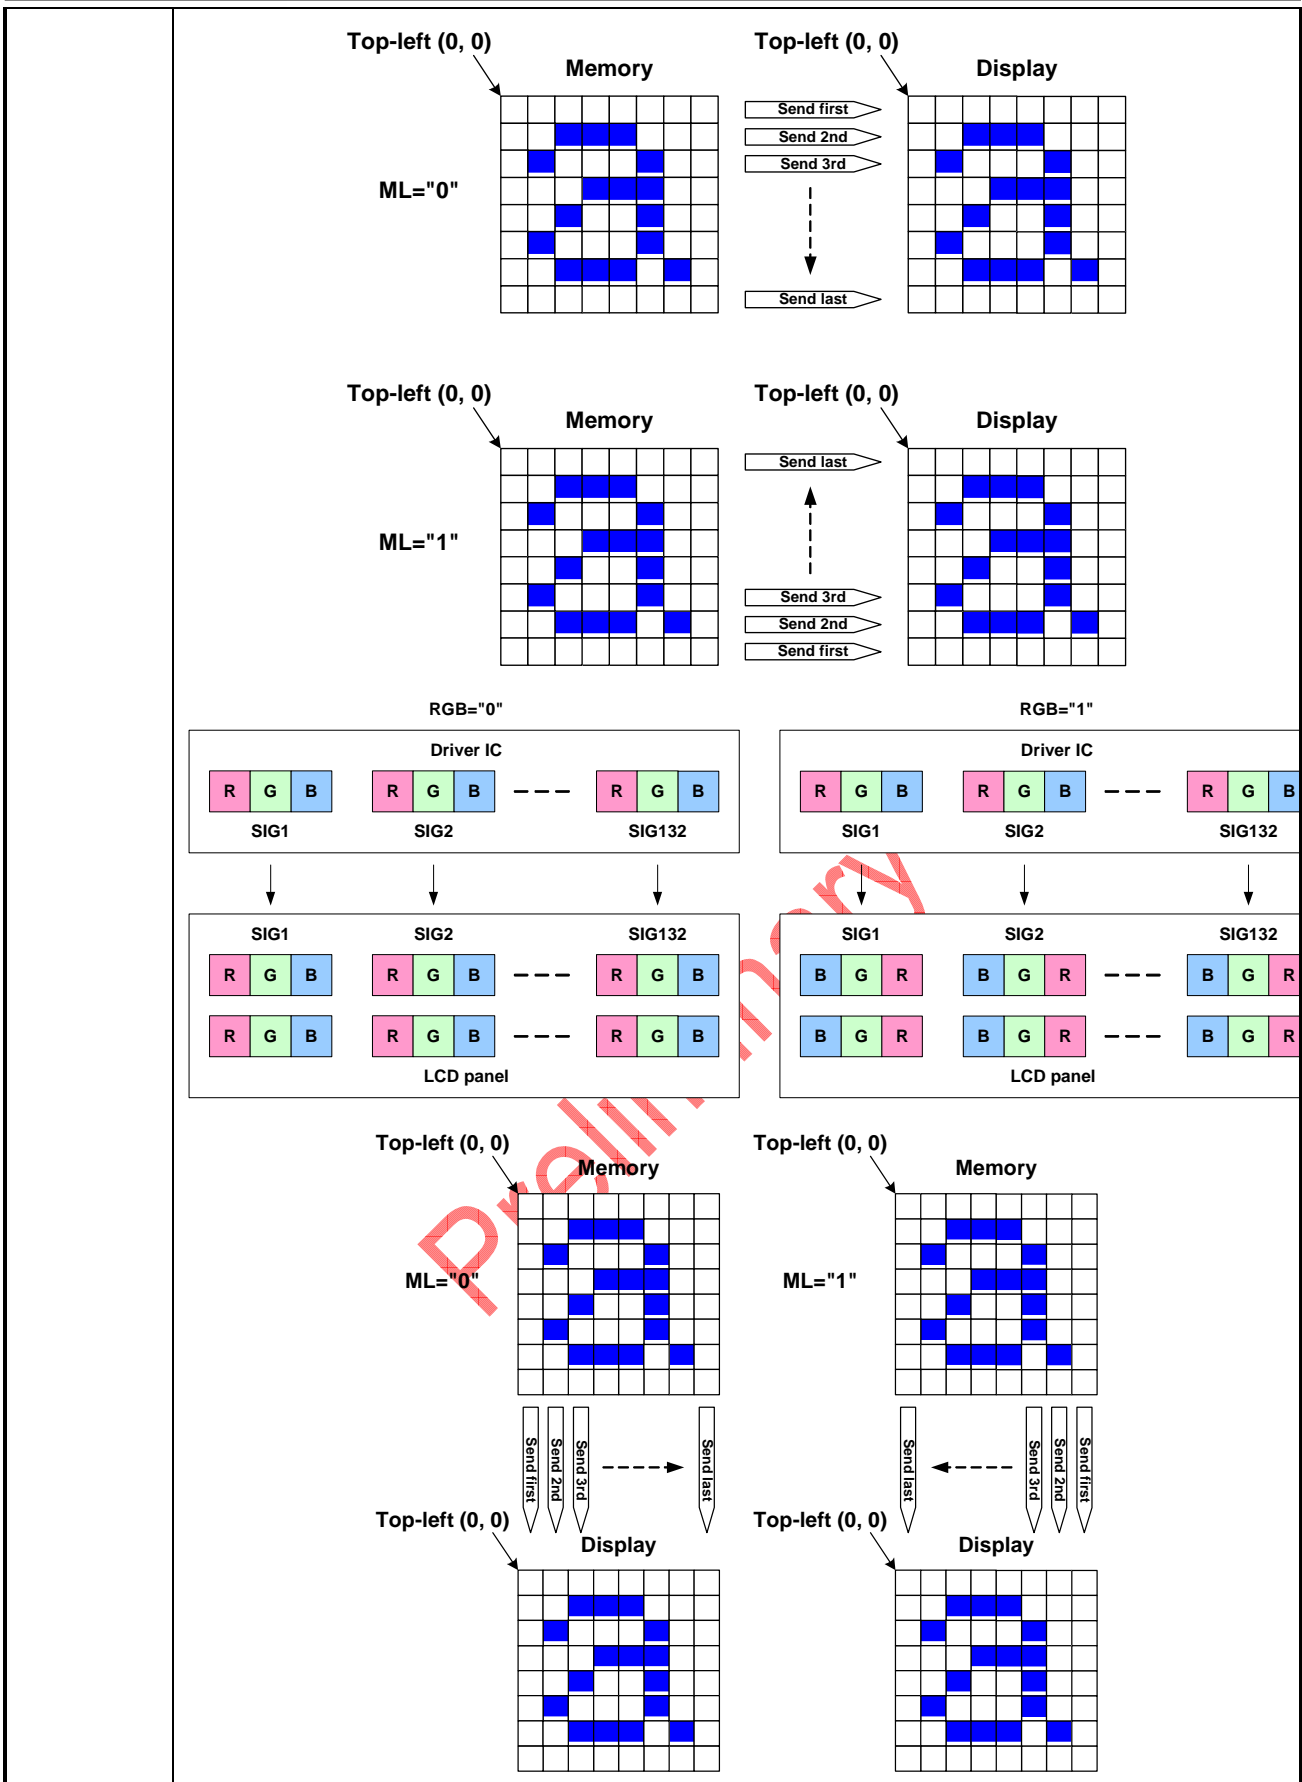 Top-left (0, 0) Top-left (0, 0)
Memory Display
Send first
Send 2nd
Send 3rd
ML="0"
Send last
Top-left (0, 0) Top-left (0, 0)
Memory Display
Send last
ML="1"
Send 3rd
Send 2nd
Send first
RGB="0" RGB="1"
Driver IC Driver IC
R G B R G B R G B R G B R G B R G B
SIG1 SIG2 SIG132 SIG1 SIG2 SIG132
SIG1 SIG2 SIG132 SIG1 SIG2 SIG132
R G B R G B R G B B G R B G R B G R
R G B R G B R G B B G R B G R B G R
LCD panel LCD panel
Preliminary
Top-left (0, 0) Top-left (0, 0)
Memory Memory
ML="0" ML="1"
Send first Send 2nd Send 3rd Send last Send last Send 3rd Send 2nd Send first
Top-left (0, 0) Top-left (0, 0)
Display Display